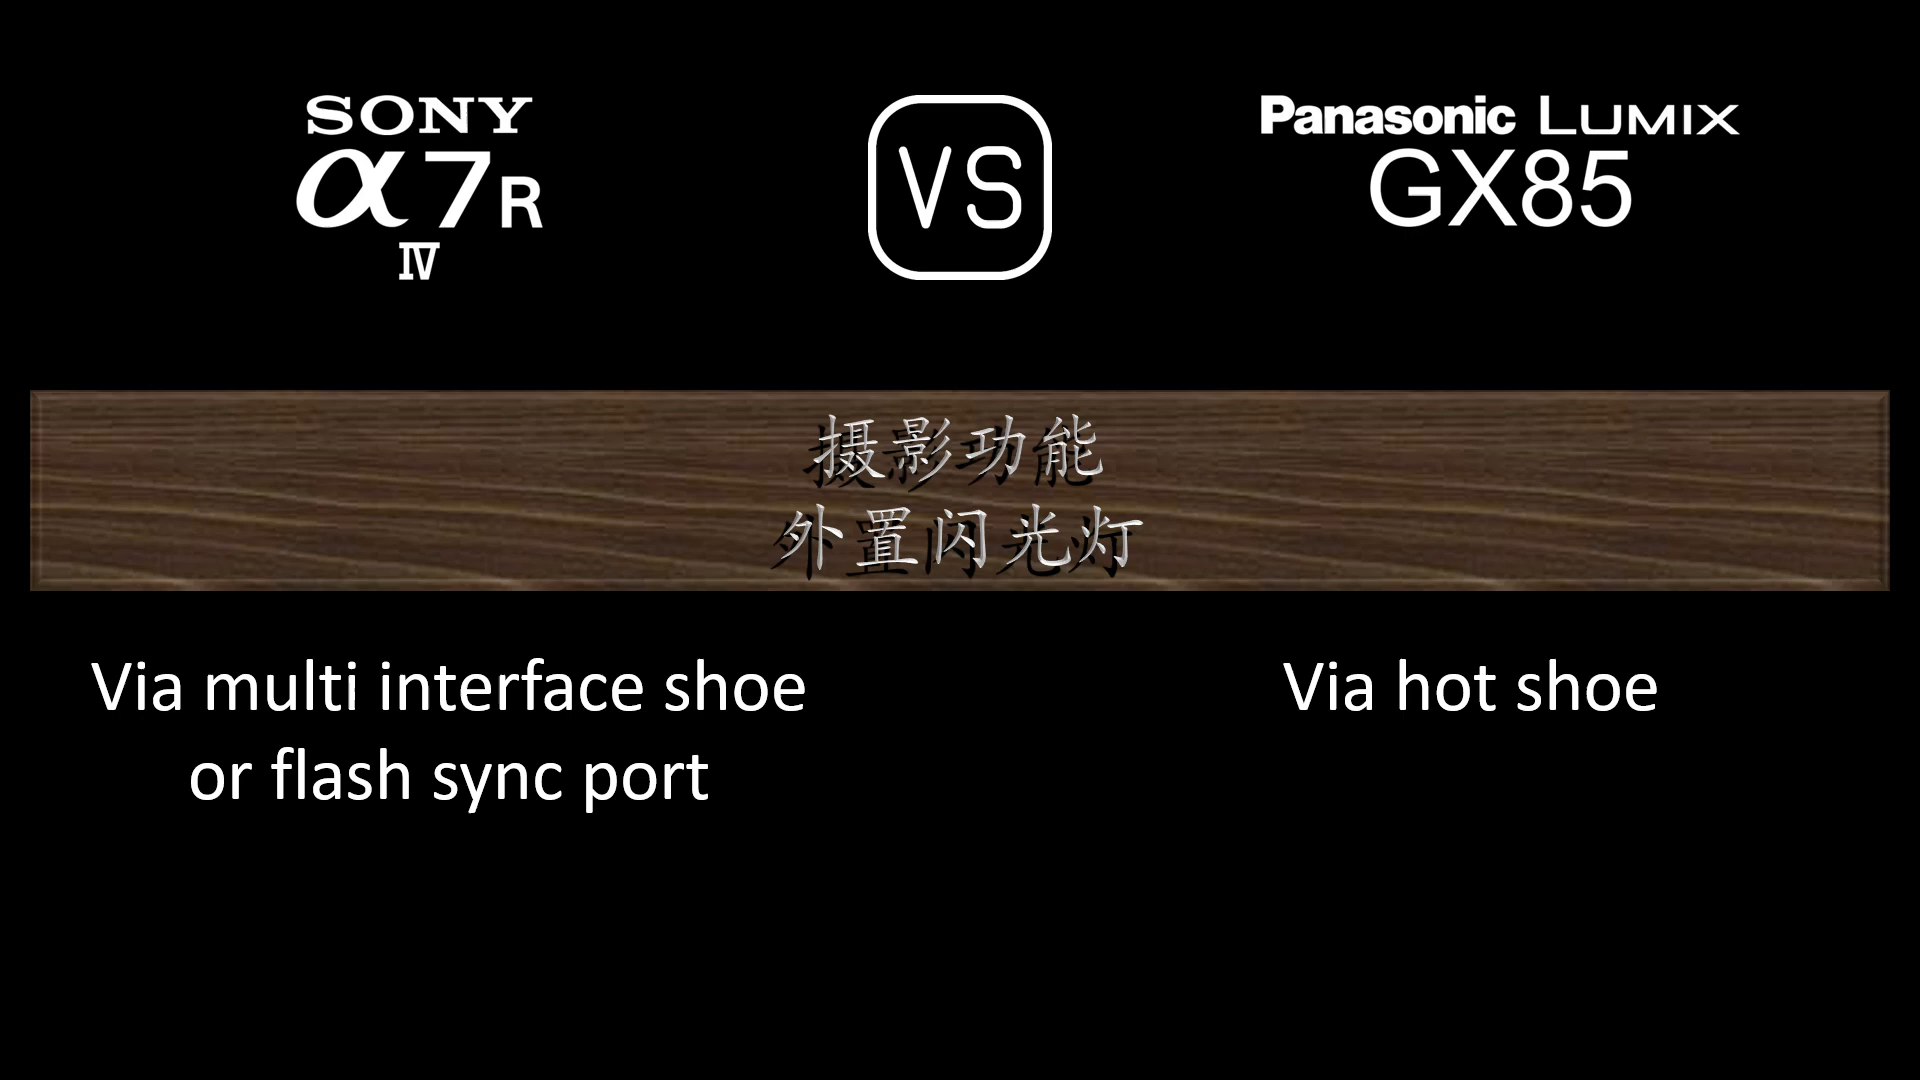 SONY
α7R
IV
VS
Panasonic LUMIX
GX85
摄影功能
外置闪光灯
Via multi interface shoe
or flash sync port
Via hot shoe